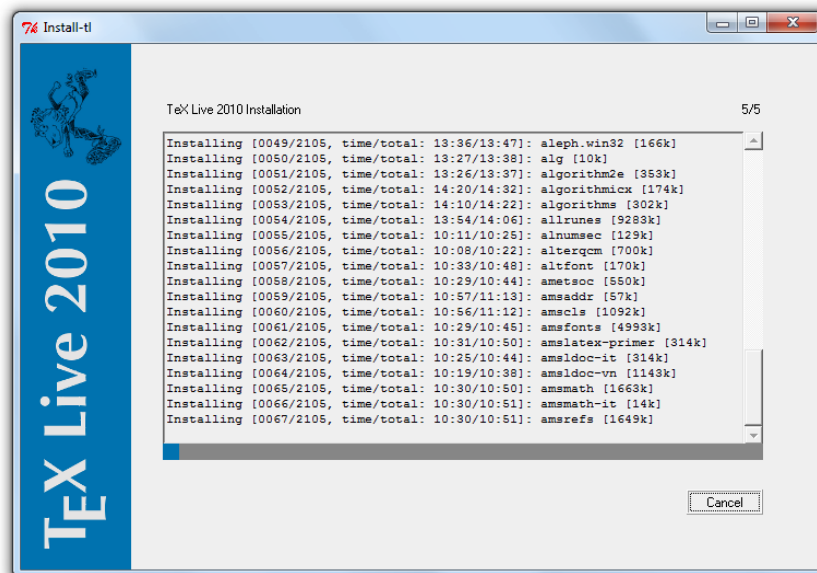 Install-tl
TeX Live 2010
TeX Live 2010 Installation 5/5
Installing [0049/2105, time/total: 13:36/13:47]: aleph.win32 [166k]
Installing [0050/2105, time/total: 13:27/13:38]: alg [10k]
Installing [0051/2105, time/total: 13:26/13:37]: algorithm2e [353k]
Installing [0052/2105, time/total: 14:20/14:32]: algorithmicx [174k]
Installing [0053/2105, time/total: 14:10/14:22]: algorithms [302k]
Installing [0054/2105, time/total: 13:54/14:06]: allrunes [9283k]
Installing [0055/2105, time/total: 10:11/10:25]: alnumsec [129k]
Installing [0056/2105, time/total: 10:08/10:22]: alterqcm [700k]
Installing [0057/2105, time/total: 10:33/10:48]: altfont [170k]
Installing [0058/2105, time/total: 10:29/10:44]: ametsoc [550k]
Installing [0059/2105, time/total: 10:57/11:13]: amsaddr [57k]
Installing [0060/2105, time/total: 10:56/11:12]: amscls [1092k]
Installing [0061/2105, time/total: 10:29/10:45]: amsfonts [4993k]
Installing [0062/2105, time/total: 10:31/10:50]: amslatex-primer [314k]
Installing [0063/2105, time/total: 10:25/10:44]: amsldoc-it [314k]
Installing [0064/2105, time/total: 10:19/10:38]: amsldoc-vn [1143k]
Installing [0065/2105, time/total: 10:30/10:50]: amsmath [1663k]
Installing [0066/2105, time/total: 10:30/10:51]: amsmath-it [14k]
Installing [0067/2105, time/total: 10:30/10:51]: amsrefs [1649k]
Cancel